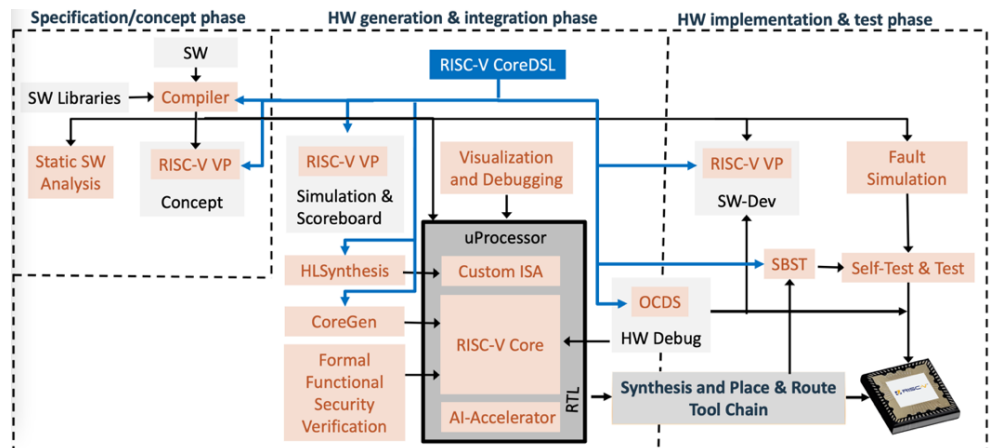 Specification/concept phase
HW generation & integration phase
HW implementation & test phase
SW
RISC-V CoreDSL
SW Libraries
Compiler
Static SW
Analysis
RISC-V VP
Concept
RISC-V VP
Simulation &
Scoreboard
Visualization
and Debugging
RISC-V VP
SW-Dev
Fault
Simulation
uProcessor
HLSynthesis
Custom ISA
SBST
Self-Test & Test
CoreGen
RISC-V Core
OCDS
HW Debug
Formal
Functional
Security
Verification
AI-Accelerator
RTL
Synthesis and Place & Route
Tool Chain
RISC-V